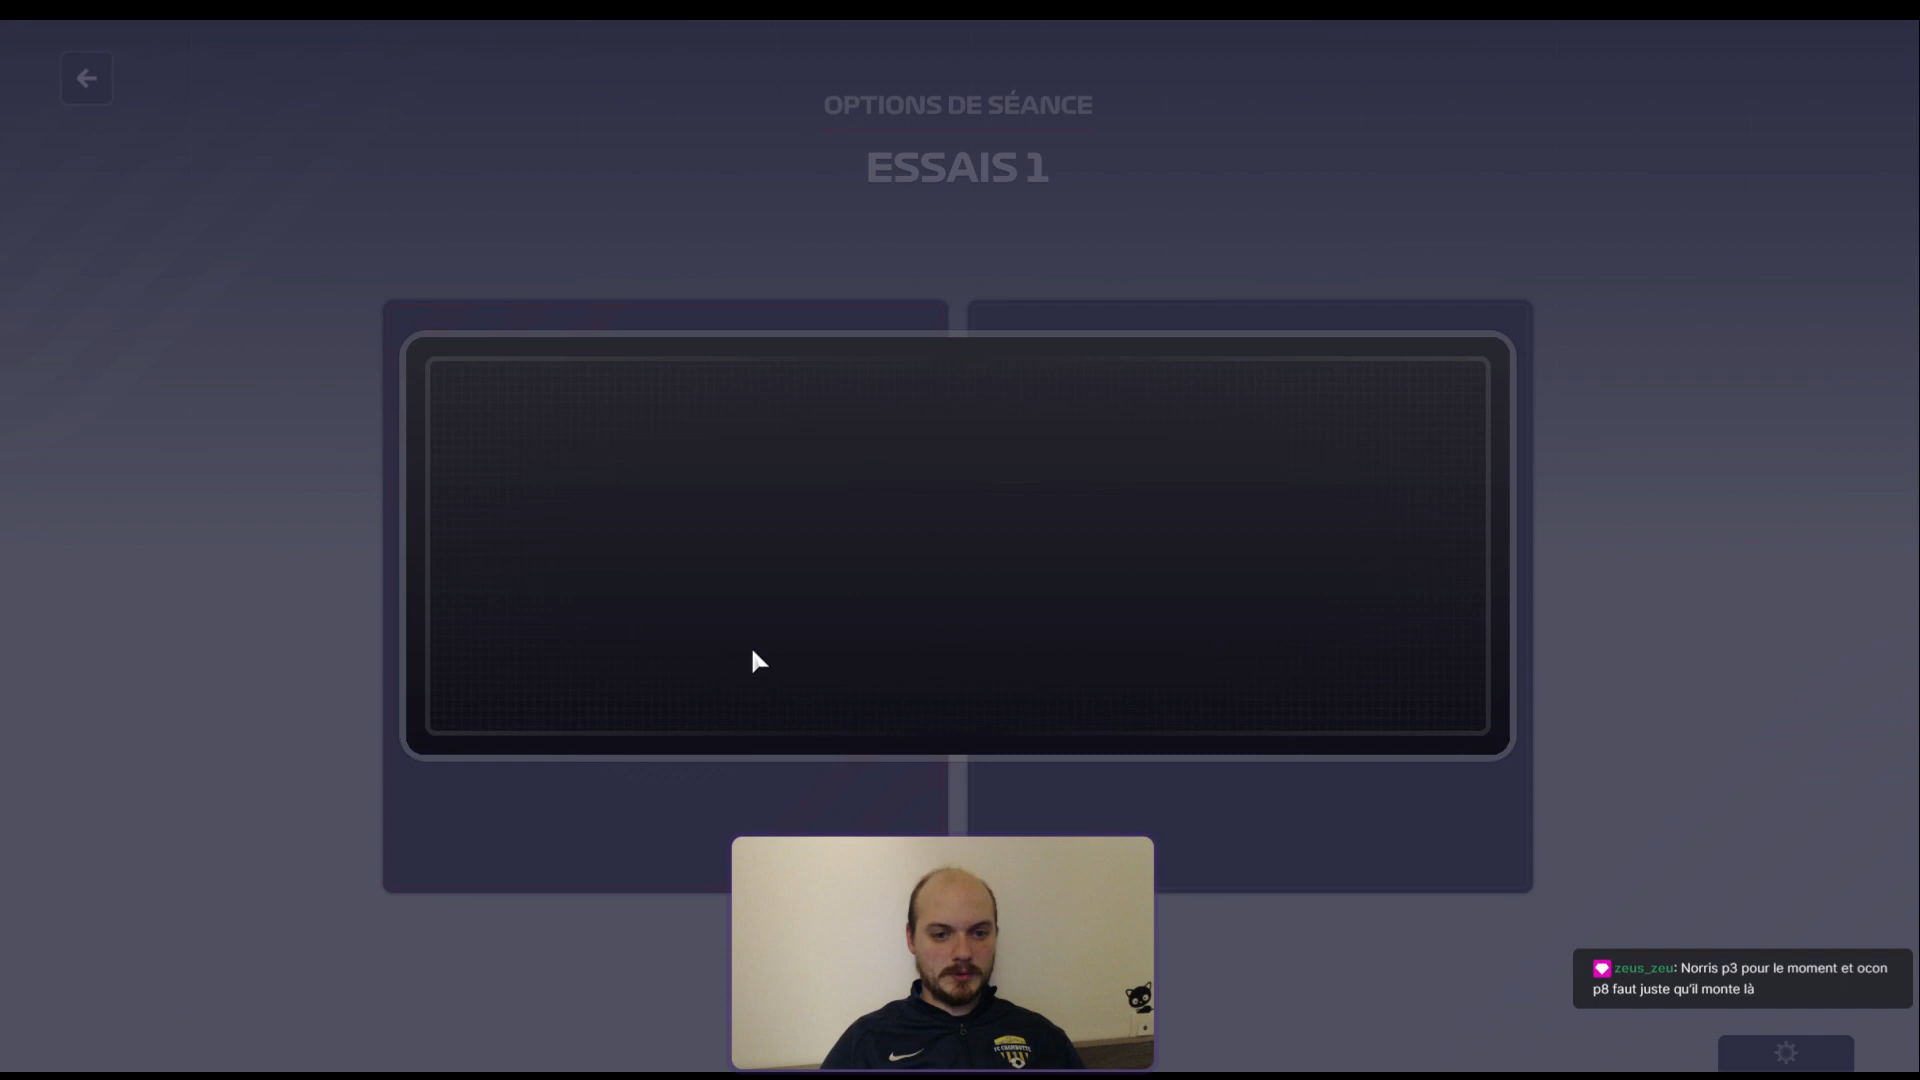 OPTIONS DE SÉANCE
ESSAIS 1
zeus_zeu: Norris p3 pour le moment et ocon
p8 faut juste qu'il monte là